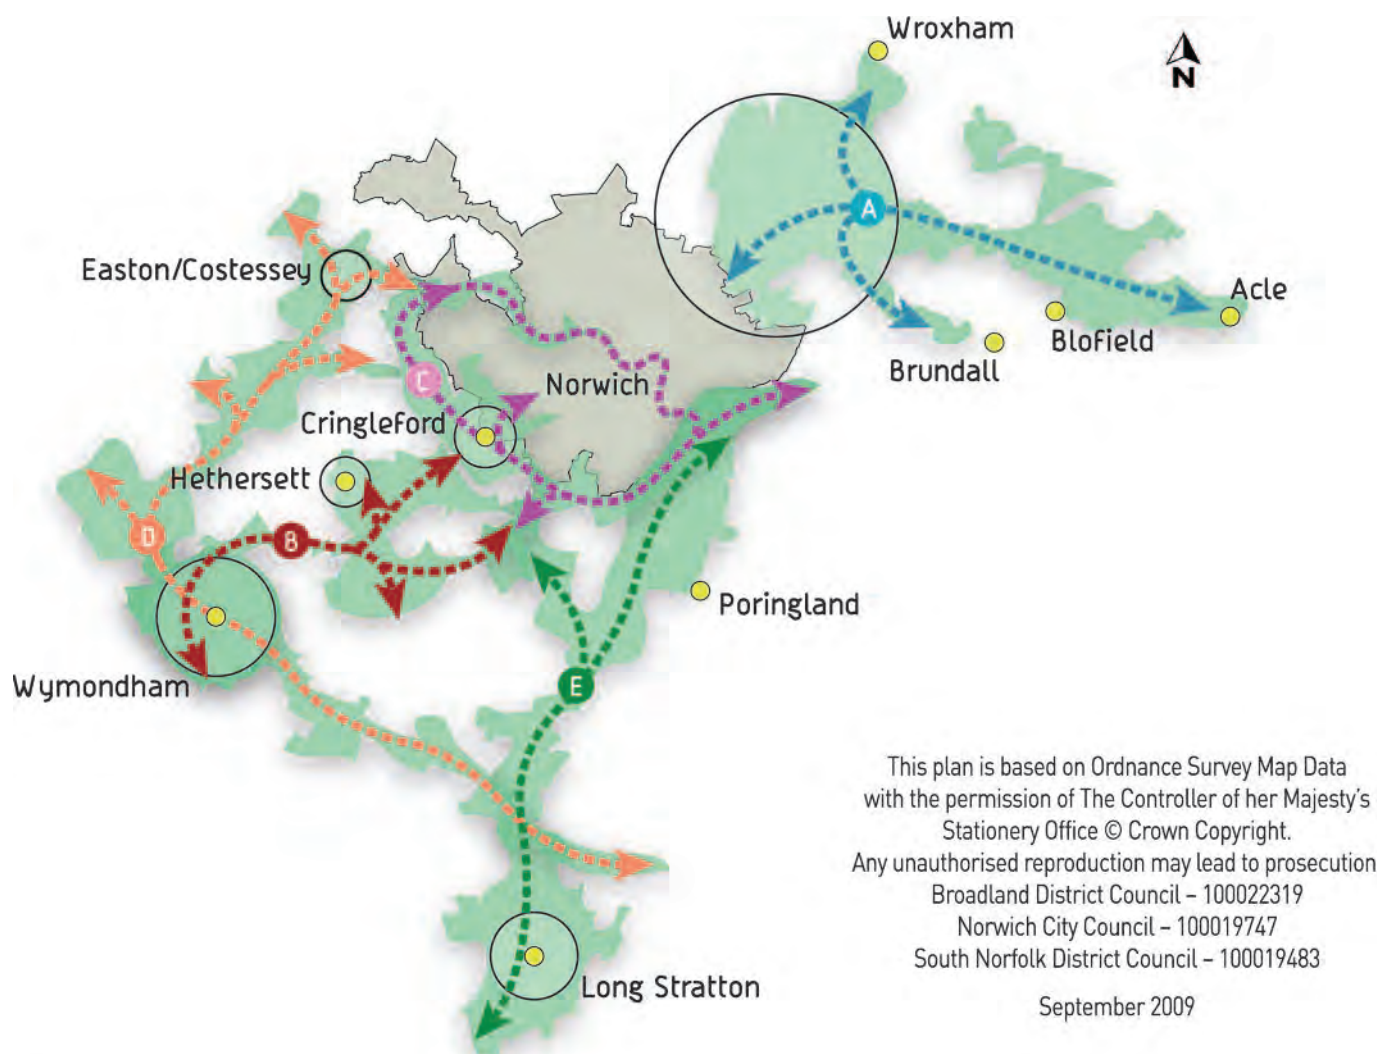 Wroxham
N
A
Easton/Costessey
Acle
Blofield
Brundall
C
Norwich
Cringleford
Hethersett
D
B
Poringland
E
Wymondham
This plan is based on Ordnance Survey Map Data
with the permission of The Controller of her Majesty's
Stationery Office © Crown Copyright.
Any unauthorised reproduction may lead to prosecution
Broadland District Council – 100022319
Norwich City Council – 100019747
South Norfolk District Council – 100019483
Long Stratton
September 2009